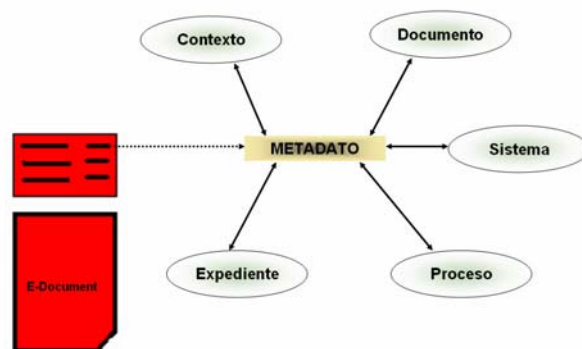 Contexto
Documento
METADATO
Sistema
E-Document
Expediente
Proceso